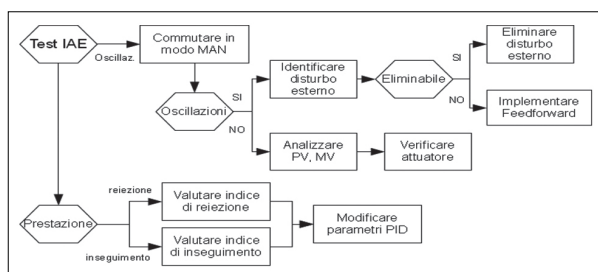 Test IAE
Oscillaz.
Commutare in
modo MAN
Oscillazioni
SI
NO
Identificare
disturbo
esterno
Eliminabile
SI
NO
Eliminare
disturbo
esterno
Implementare
Feedforward
Analizzare
PV, MV
Verificare
attuatore
Prestazione
reiezione
inseguimento
Valutare indice
di reiezione
Valutare indice
di inseguimento
Modificare
parametri PID